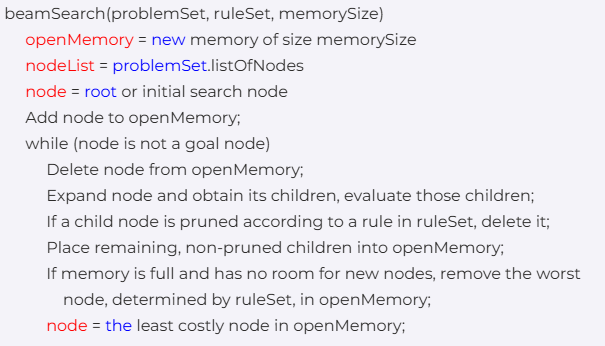 beamSearch(problemSet, ruleSet, memorySize)
openMemory = new memory of size memorySize
nodeList = problemSet.listOfNodes
node = root or initial search node
Add node to openMemory;
while (node is not a goal node)
Delete node from openMemory;
Expand node and obtain its children, evaluate those children;
If a child node is pruned according to a rule in ruleSet, delete it;
Place remaining, non-pruned children into openMemory;
If memory is full and has no room for new nodes, remove the worst
node, determined by ruleSet, in openMemory;
node = the least costly node in openMemory;